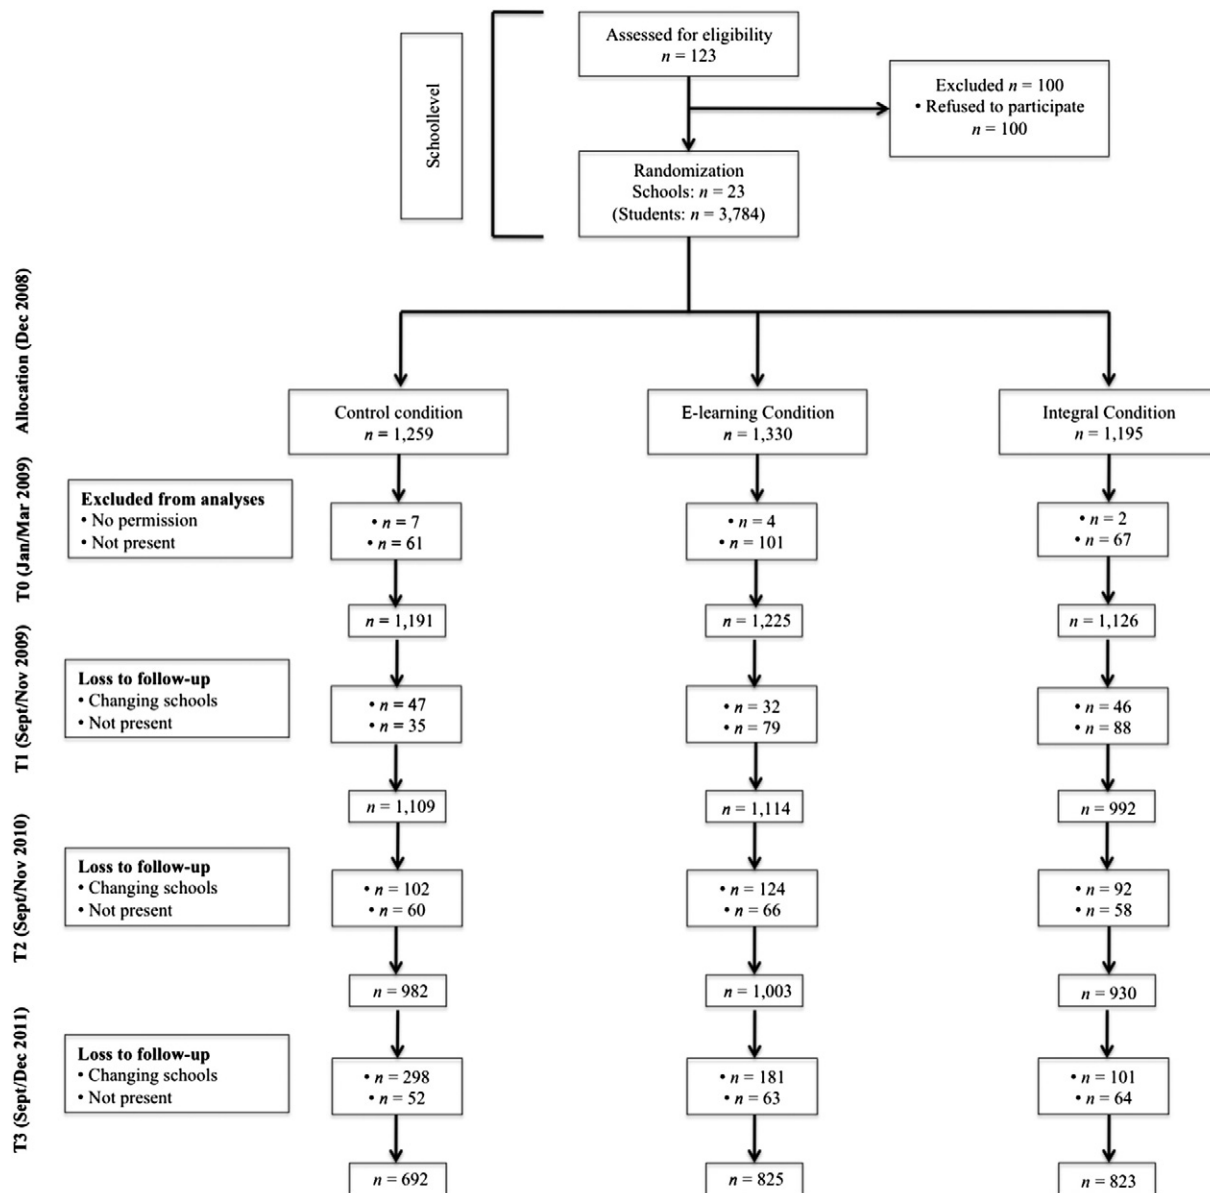 Schoollevel
Assessed for eligibility
n = 123
Excluded n = 100
• Refused to participate
n = 100
Randomization
Schools: n = 23
(Students: n = 3,784)
Allocation (Dec 2008)
Control condition
n = 1,259
E-learning Condition
n = 1,330
Integral Condition
n = 1,195
T0 (Jan/Mar 2009)
Excluded from analyses
• No permission
• Not present
• n = 7
• n = 61
• n = 4
• n = 101
• n = 2
• n = 67
n = 1,191
n = 1,225
n = 1,126
T1 (Sept/Nov 2009)
Loss to follow-up
• Changing schools
• Not present
• n = 47
• n = 35
• n = 32
• n = 79
• n = 46
• n = 88
n = 1,109
n = 1,114
n = 992
T2 (Sept/Nov 2010)
Loss to follow-up
• Changing schools
• Not present
• n = 102
• n = 60
• n = 124
• n = 66
• n = 92
• n = 58
n = 982
n = 1,003
n = 930
T3 (Sept/Dec 2011)
Loss to follow-up
• Changing schools
• Not present
• n = 298
• n = 52
• n = 181
• n = 63
• n = 101
• n = 64
n = 692
n = 825
n = 823